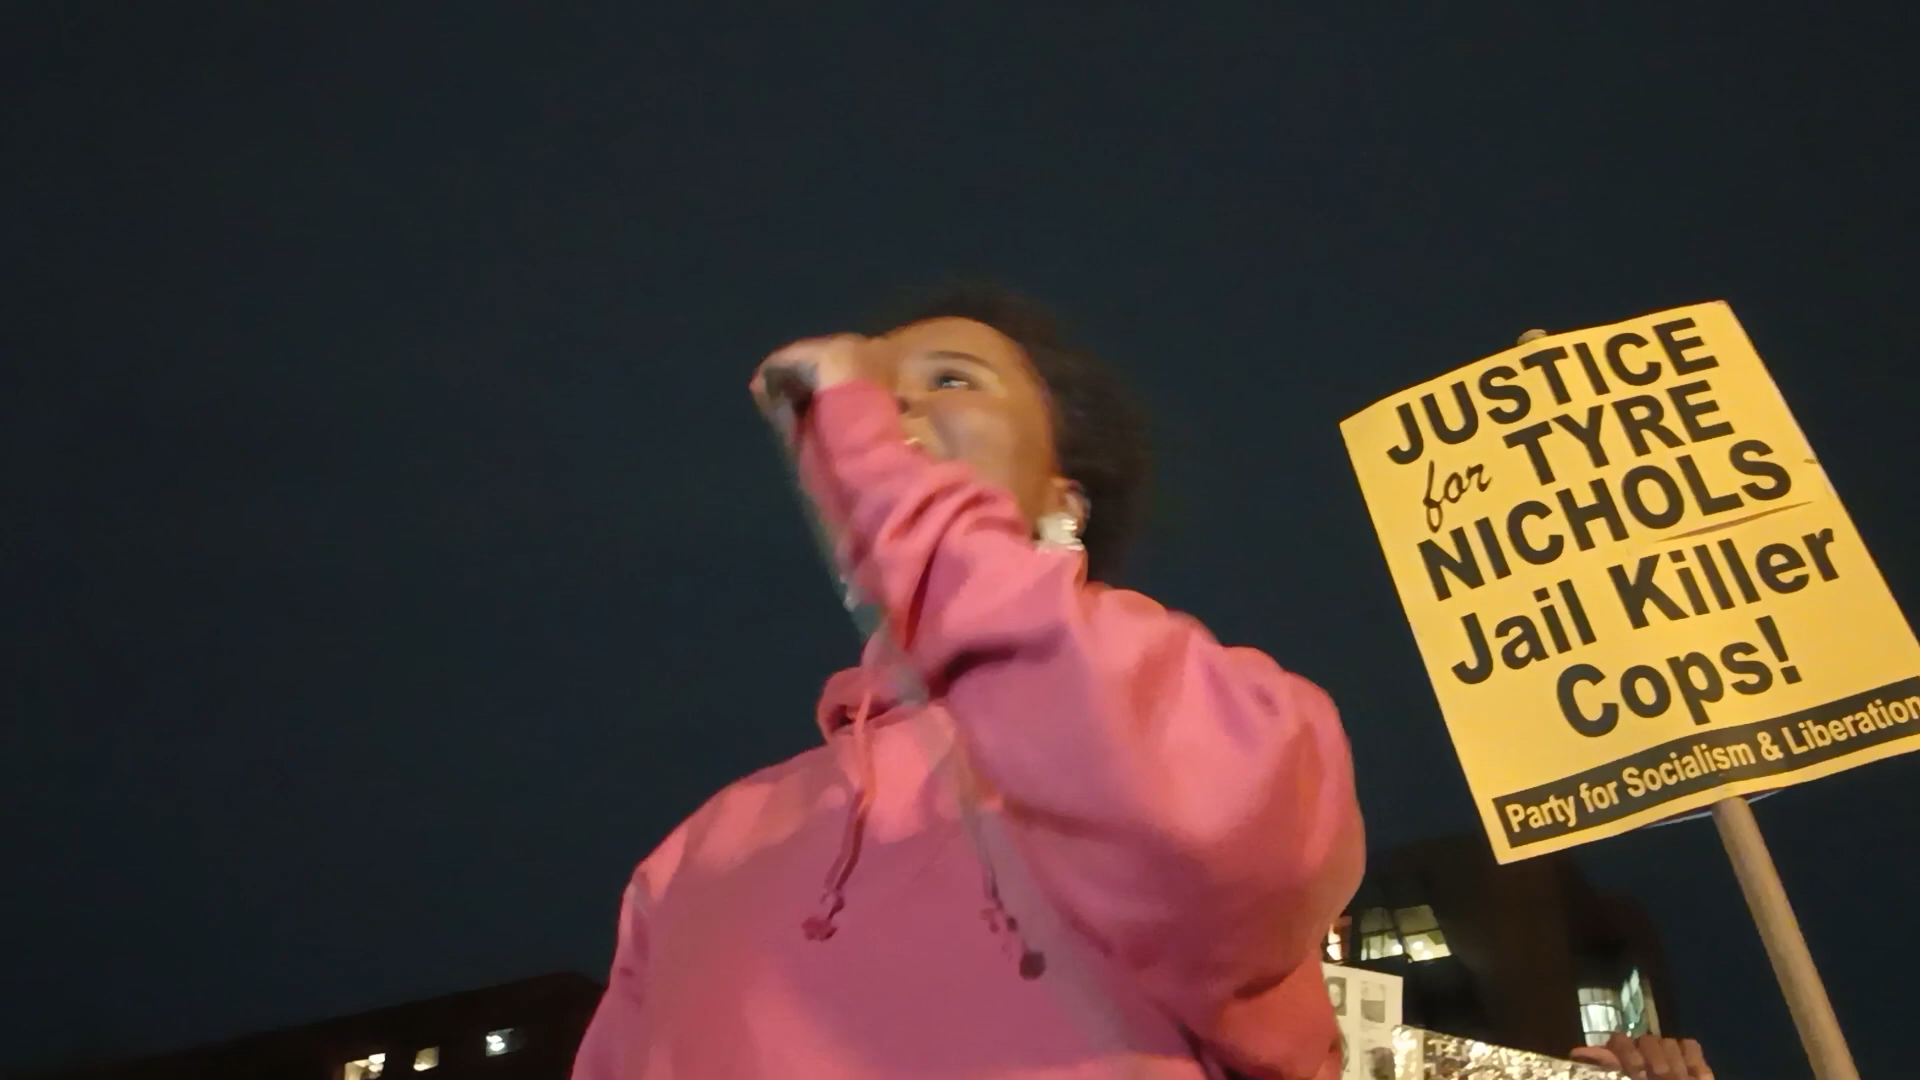 JUSTICE
for TYRE
NICHOLS
Jail Killer
Cops!
Party for Socialism & Liberation